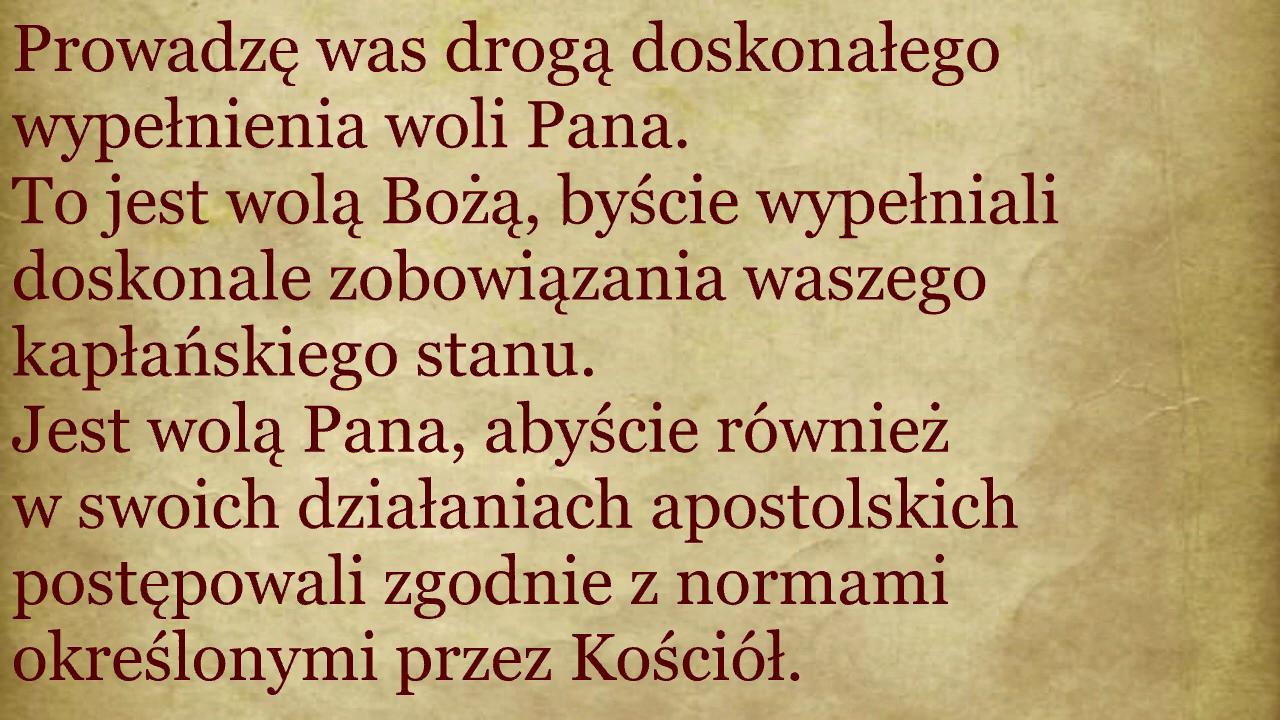 Prowadzę was drogą doskonałego
wypełnienia woli Pana.
To jest wolą Bożą, byście wypełniali
doskonale zobowiązania waszego
kapłańskiego stanu.
Jest wolą Pana, abyście również
w swoich działaniach apostolskich
postępowali zgodnie z normami
określonymi przez Kościół.